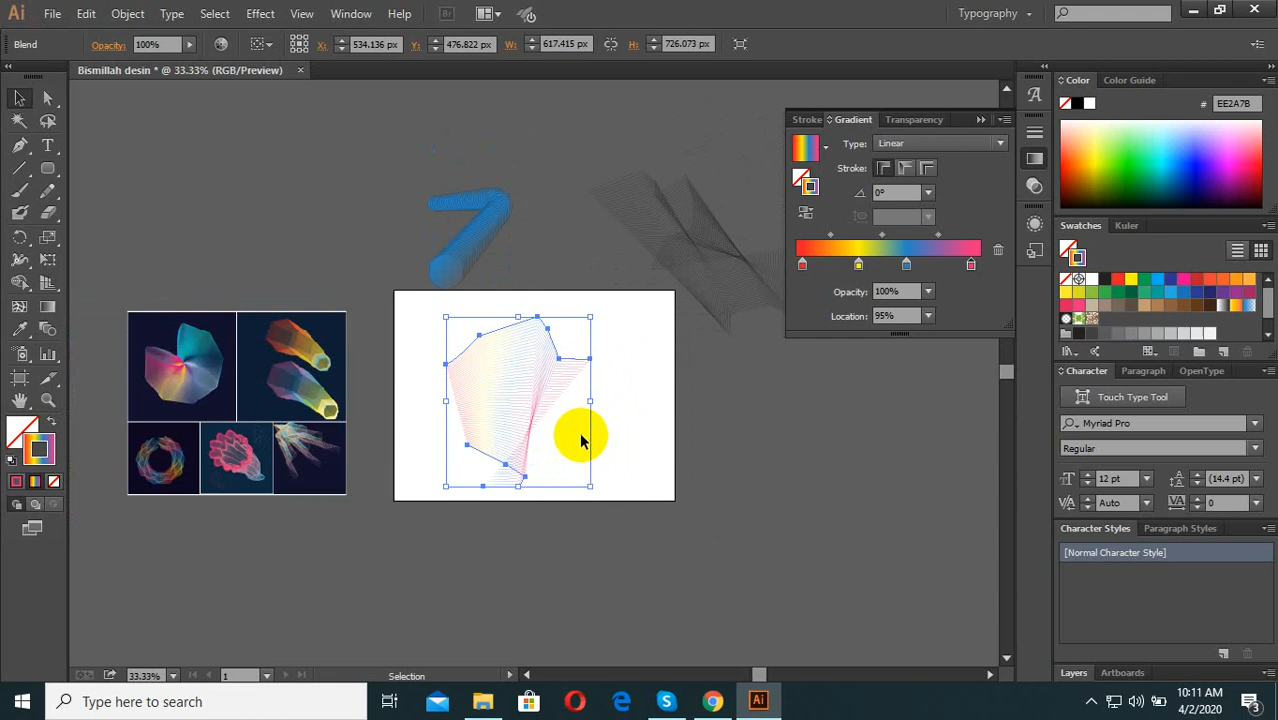 Ai File Edit Object Type Select Effect View Window Help Br Typography
Blend Opacity: 100% X: 534.136 px Y: 476.822 px W: 617.415 px H: 726.073 px
Bismillah desin * @ 33.33% (RGB/Preview)
Color Color Guide
# EE2A7B
Stroke Gradient Transparency
Type: Linear
Stroke:
0°
Opacity: 100%
Location: 95%
Swatches Kuler
Character Paragraph OpenType
Touch Type Tool
Myriad Pro
Regular
12 pt (14.4 pt)
Auto 0
Character Styles Paragraph Styles
[Normal Character Style]
Layers Artboards
33.33% 1 Selection
Type here to search
10:11 AM
4/2/2020
3